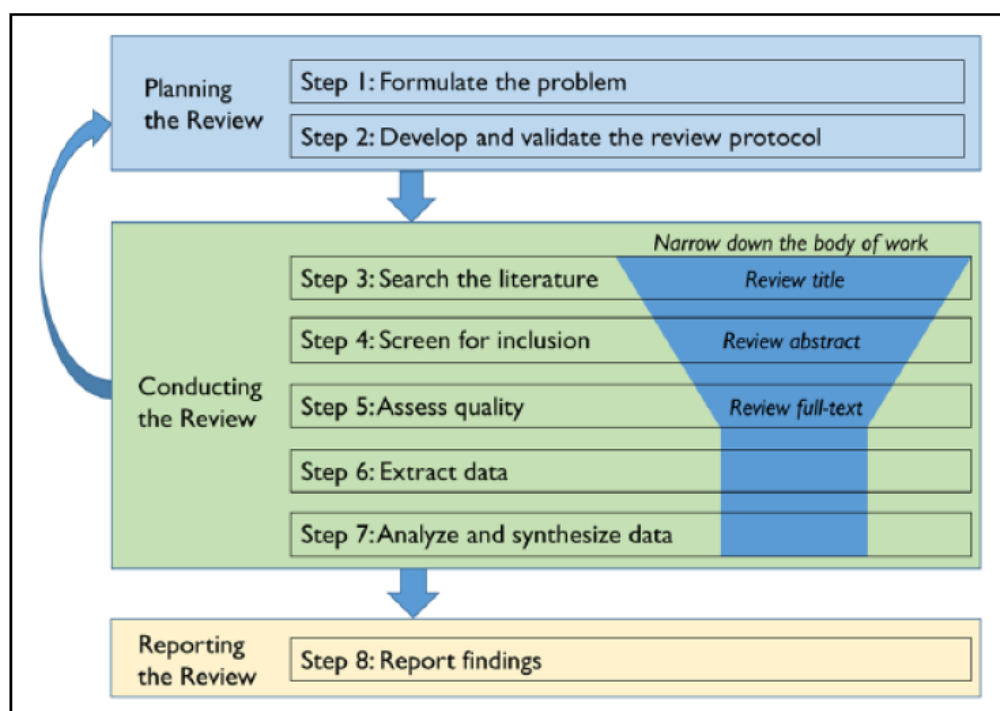 Planning
the Review
Step 1: Formulate the problem
Step 2: Develop and validate the review protocol
Conducting
the Review
Narrow down the body of work
Step 3: Search the literature
Review title
Step 4: Screen for inclusion
Review abstract
Step 5: Assess quality
Review full-text
Step 6: Extract data
Step 7: Analyze and synthesize data
Reporting
the Review
Step 8: Report findings